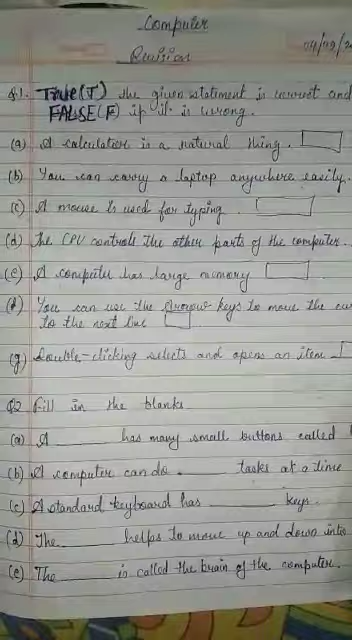 Computer
Revision
04/12/2
Q1. TRUE(T) the given statement is correct and
FALSE(F) if it is wrong.
(a) A calculator is a natural thing.
(b) You can carry a laptop anywhere easily.
(c) A mouse is used for typing.
(d) The CPU controls the other parts of the computer.
(e) A computer has large memory
(f) You can use the arrow keys to move the cu
to the next line
(g) Double-clicking selects and opens an item
Q2 Fill in the blanks
(a) A ______ has many small buttons called
(b) A computer can do ______ tasks at a time
(c) A standard keyboard has ______ keys.
(d) The ______ helps to move up and down into
(e) The ______ is called the brain of the computer.